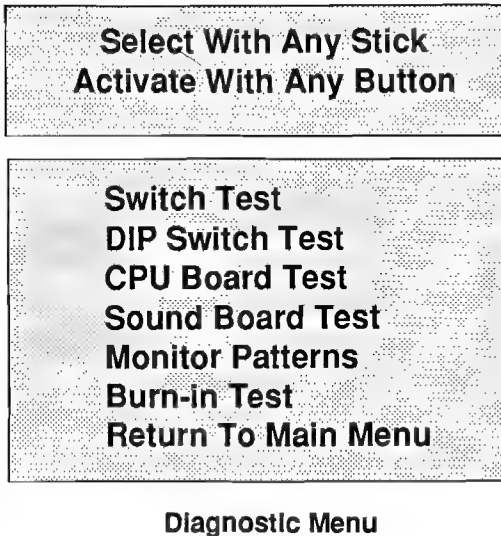 Select With Any Stick
Activate With Any Button
Switch Test
DIP Switch Test
CPU Board Test
Sound Board Test
Monitor Patterns
Burn-in Test
Return To Main Menu
Diagnostic Menu